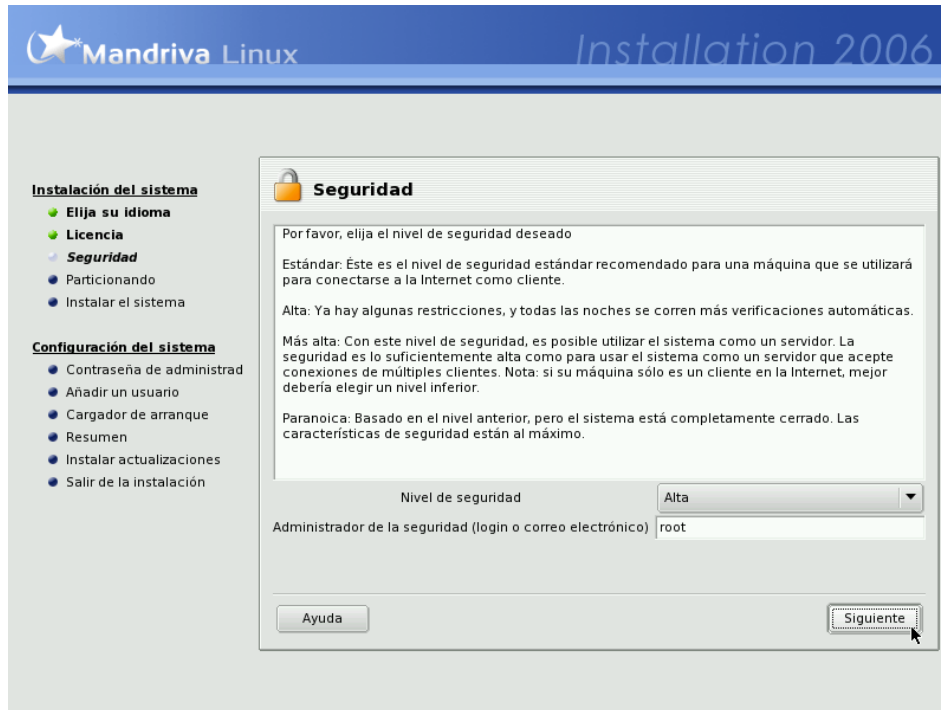 Mandriva Linux
Installation 2006
Instalación del sistema
Elija su idioma
Licencia
Seguridad
Particionando
Instalar el sistema
Configuración del sistema
Contraseña de administrad
Añadir un usuario
Cargador de arranque
Resumen
Instalar actualizaciones
Salir de la instalación
Seguridad
Por favor, elija el nivel de seguridad deseado
Estándar: Éste es el nivel de seguridad estándar recomendado para una máquina que se utilizará
para conectarse a la Internet como cliente.
Alta: Ya hay algunas restricciones, y todas las noches se corren más verificaciones automáticas.
Más alta: Con este nivel de seguridad, es posible utilizar el sistema como un servidor. La
seguridad es lo suficientemente alta como para usar el sistema como un servidor que acepte
conexiones de múltiples clientes. Nota: si su máquina sólo es un cliente en la Internet, mejor
debería elegir un nivel inferior.
Paranoica: Basado en el nivel anterior, pero el sistema está completamente cerrado. Las
características de seguridad están al máximo.
Nivel de seguridad Alta
Administrador de la seguridad (login o correo electrónico) root
Ayuda Siguiente